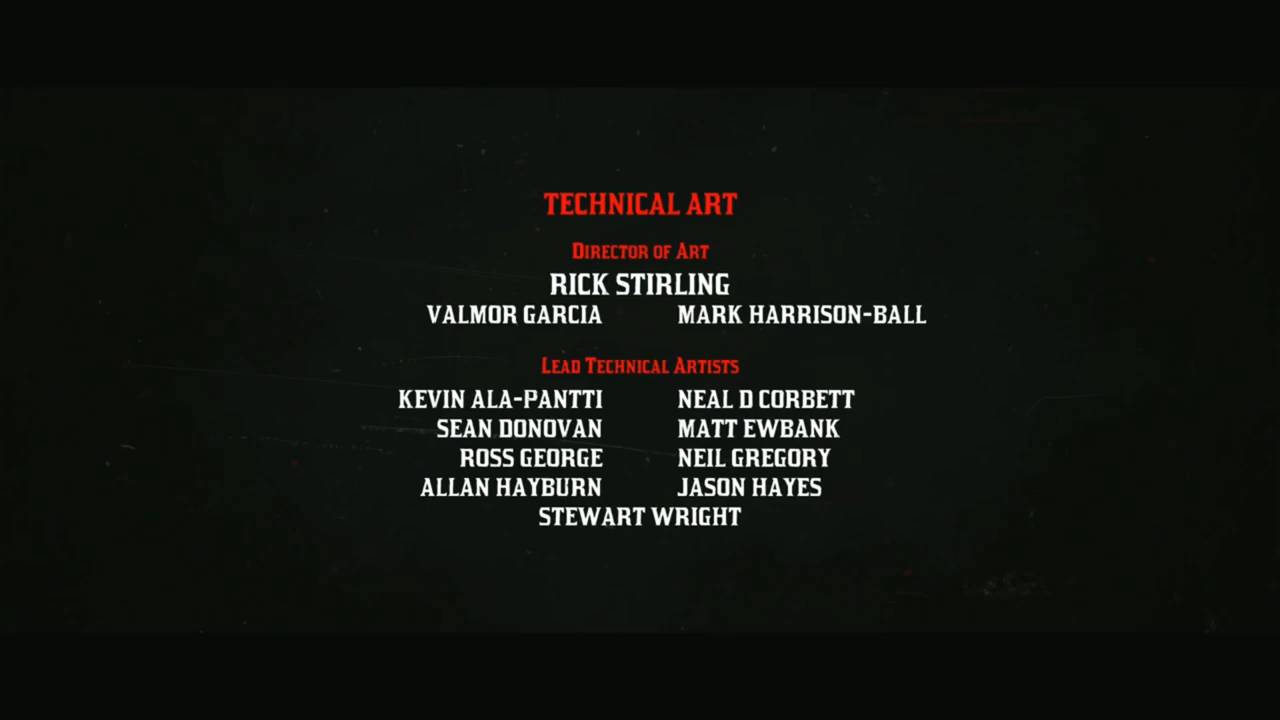 TECHNICAL ART
DIRECTOR OF ART
RICK STIRLING
VALMOR GARCIA MARK HARRISON-BALL
LEAD TECHNICAL ARTISTS
KEVIN ALA-PANTTI NEAL D CORBETT
SEAN DONOVAN MATT EWBANK
ROSS GEORGE NEIL GREGORY
ALLAN HAYBURN JASON HAYES
STEWART WRIGHT